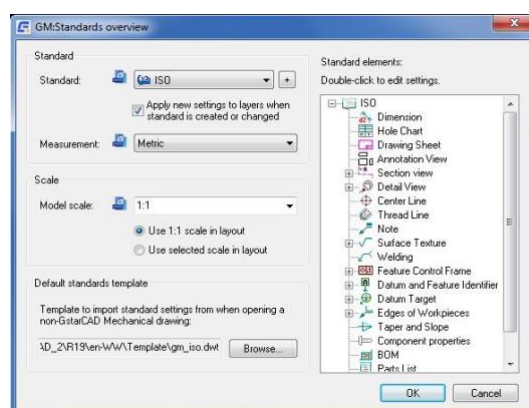 GM:Standards overview
Standard
Standard:
ISO
+
Apply new settings to layers when
standard is created or changed
Measurement:
Metric
Scale
Model scale:
1:1
Use 1:1 scale in layout
Use selected scale in layout
Default standards template
Template to import standard settings from when opening a
non-GstarCAD Mechanical drawing:
\D_2\R19\en-WW\Template\gm_iso.dwt
Browse...
Standard elements:
Double-click to edit settings.
ISO
Dimension
Hole Chart
Drawing Sheet
Annotation View
Section view
Detail View
Center Line
Thread Line
Note
Surface Texture
Welding
Feature Control Frame
Datum and Feature Identifier
Datum Target
Edges of Workpieces
Taper and Slope
Component properties
BOM
Parts List
OK
Cancel